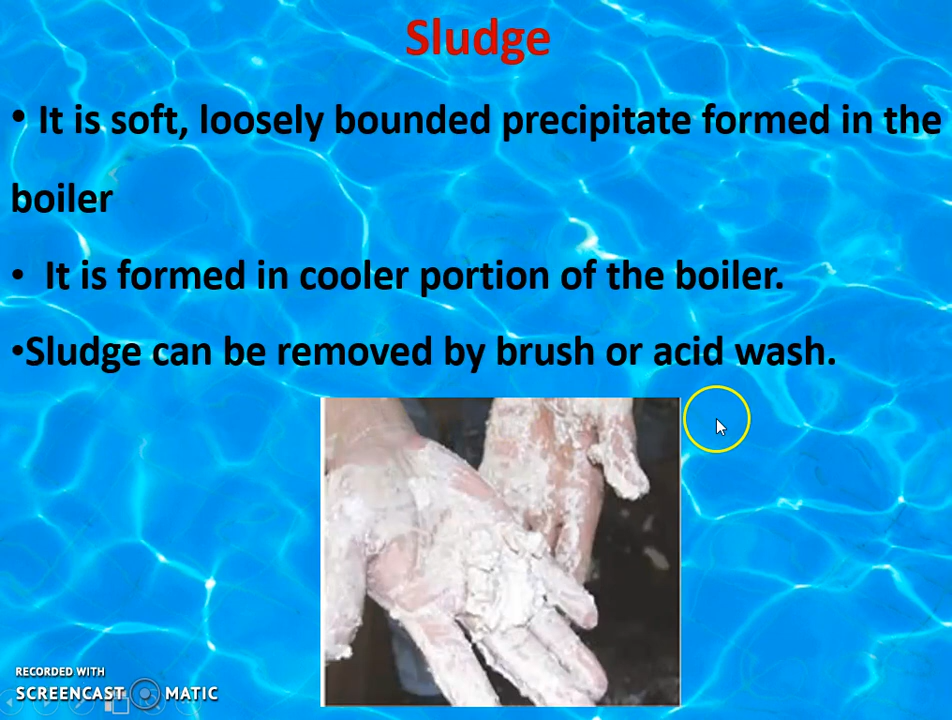 Sludge
• It is soft, loosely bounded precipitate formed in the
boiler
• It is formed in cooler portion of the boiler.
•Sludge can be removed by brush or acid wash.
RECORDED WITH
SCREENCAST MATIC